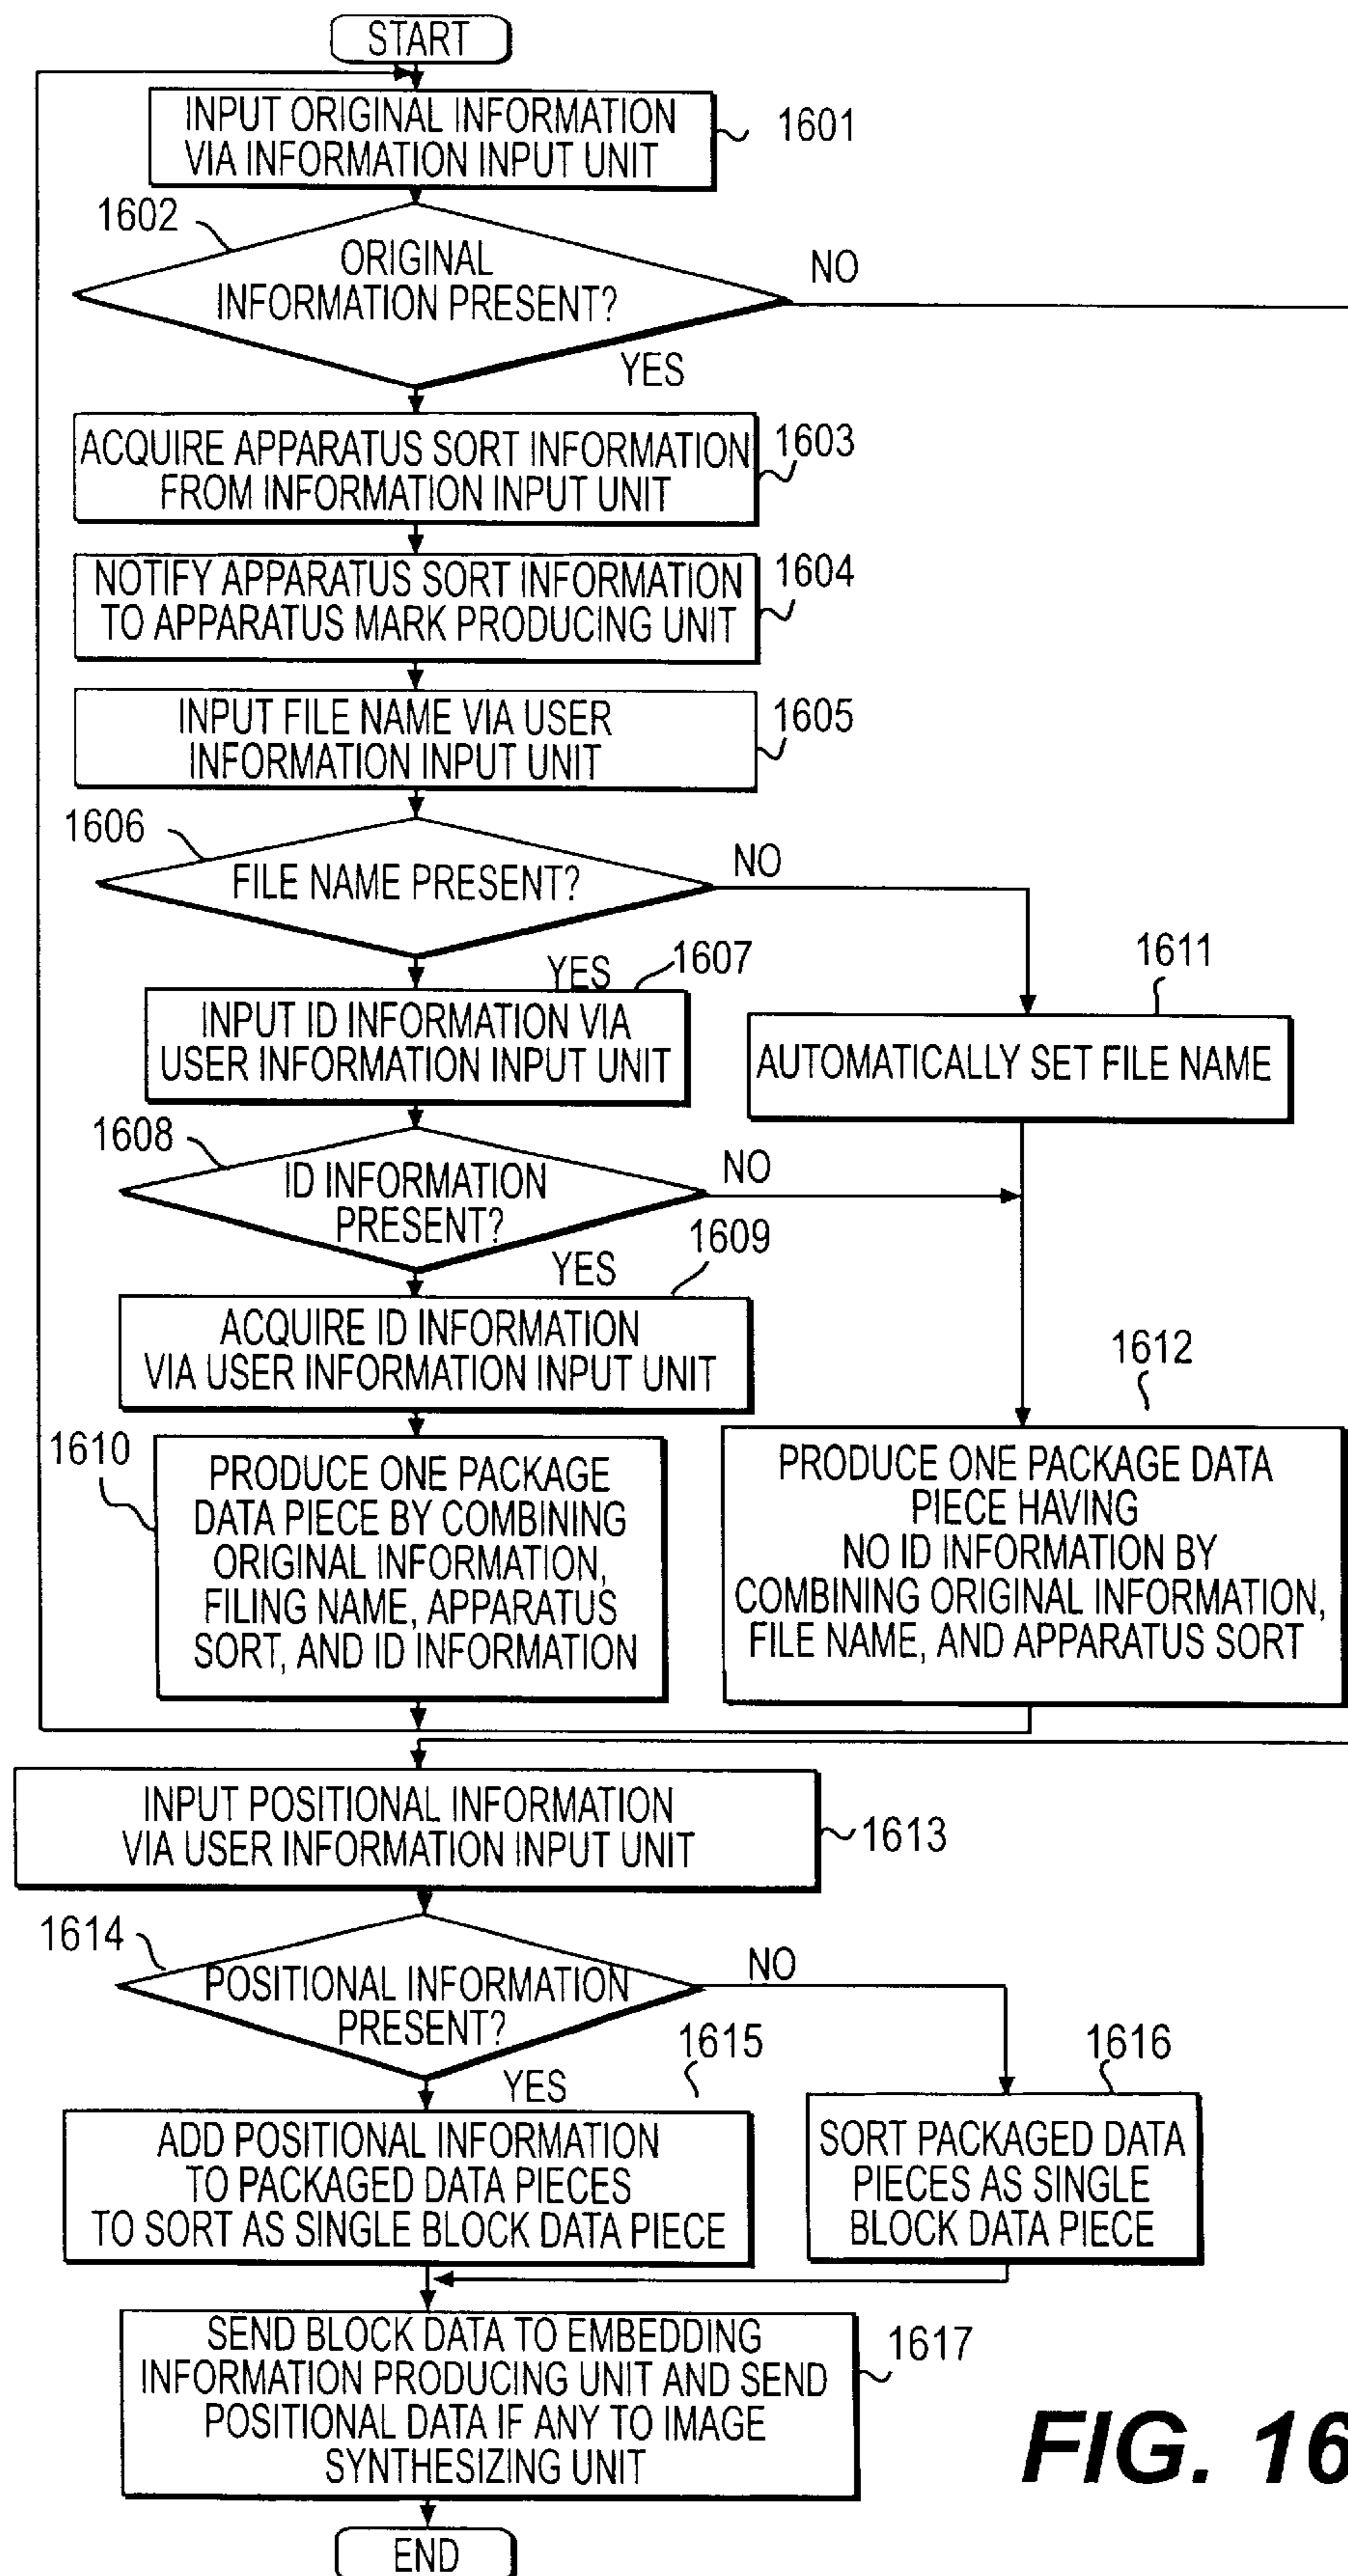 START
INPUT ORIGINAL INFORMATION
VIA INFORMATION INPUT UNIT
1601
1602
ORIGINAL
INFORMATION PRESENT?
NO
YES
ACQUIRE APPARATUS SORT INFORMATION
FROM INFORMATION INPUT UNIT
1603
NOTIFY APPARATUS SORT INFORMATION
TO APPARATUS MARK PRODUCING UNIT
1604
INPUT FILE NAME VIA USER
INFORMATION INPUT UNIT
1605
1606
FILE NAME PRESENT?
NO
YES
1607
INPUT ID INFORMATION VIA
USER INFORMATION INPUT UNIT
1611
AUTOMATICALLY SET FILE NAME
1608
ID INFORMATION
PRESENT?
NO
YES
1609
ACQUIRE ID INFORMATION
VIA USER INFORMATION INPUT UNIT
1610
PRODUCE ONE PACKAGE
DATA PIECE BY COMBINING
ORIGINAL INFORMATION,
FILING NAME, APPARATUS
SORT, AND ID INFORMATION
1612
PRODUCE ONE PACKAGE DATA
PIECE HAVING
NO ID INFORMATION BY
COMBINING ORIGINAL INFORMATION,
FILE NAME, AND APPARATUS SORT
INPUT POSITIONAL INFORMATION
VIA USER INFORMATION INPUT UNIT
1613
1614
POSITIONAL INFORMATION
PRESENT?
NO
YES
1615
ADD POSITIONAL INFORMATION
TO PACKAGED DATA PIECES
TO SORT AS SINGLE BLOCK DATA PIECE
1616
SORT PACKAGED DATA
PIECES AS SINGLE
BLOCK DATA PIECE
SEND BLOCK DATA TO EMBEDDING
INFORMATION PRODUCING UNIT AND SEND
POSITIONAL DATA IF ANY TO IMAGE
SYNTHESIZING UNIT
1617
END
FIG. 16